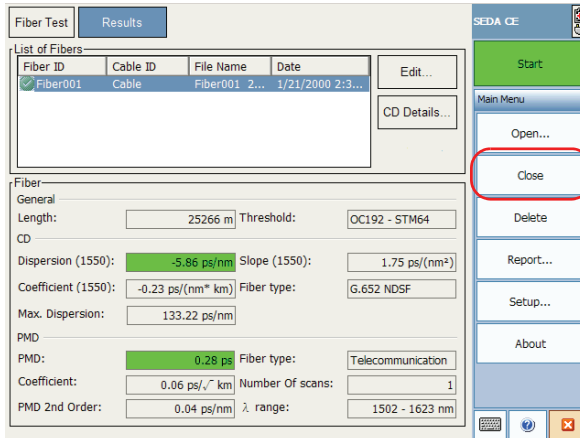 Fiber Test Results
List of Fibers
Fiber ID Cable ID File Name Date
Fiber001 Cable Fiber001 2... 1/21/2000 2:3...
Edit...
CD Details...
Fiber
General
Length: 25266 m Threshold: OC192 - STM64
CD
Dispersion (1550): -5.86 ps/nm Slope (1550): 1.75 ps/(nm²)
Coefficient (1550): -0.23 ps/(nm* km) Fiber type: G.652 NDSF
Max. Dispersion: 133.22 ps/nm
PMD
PMD: 0.28 ps Fiber type: Telecommunication
Coefficient: 0.06 ps/√ km Number Of scans: 1
PMD 2nd Order: 0.04 ps/nm λ range: 1502 - 1623 nm
SEDA CE
Start
Main Menu
Open...
Close
Delete
Report...
Setup...
About